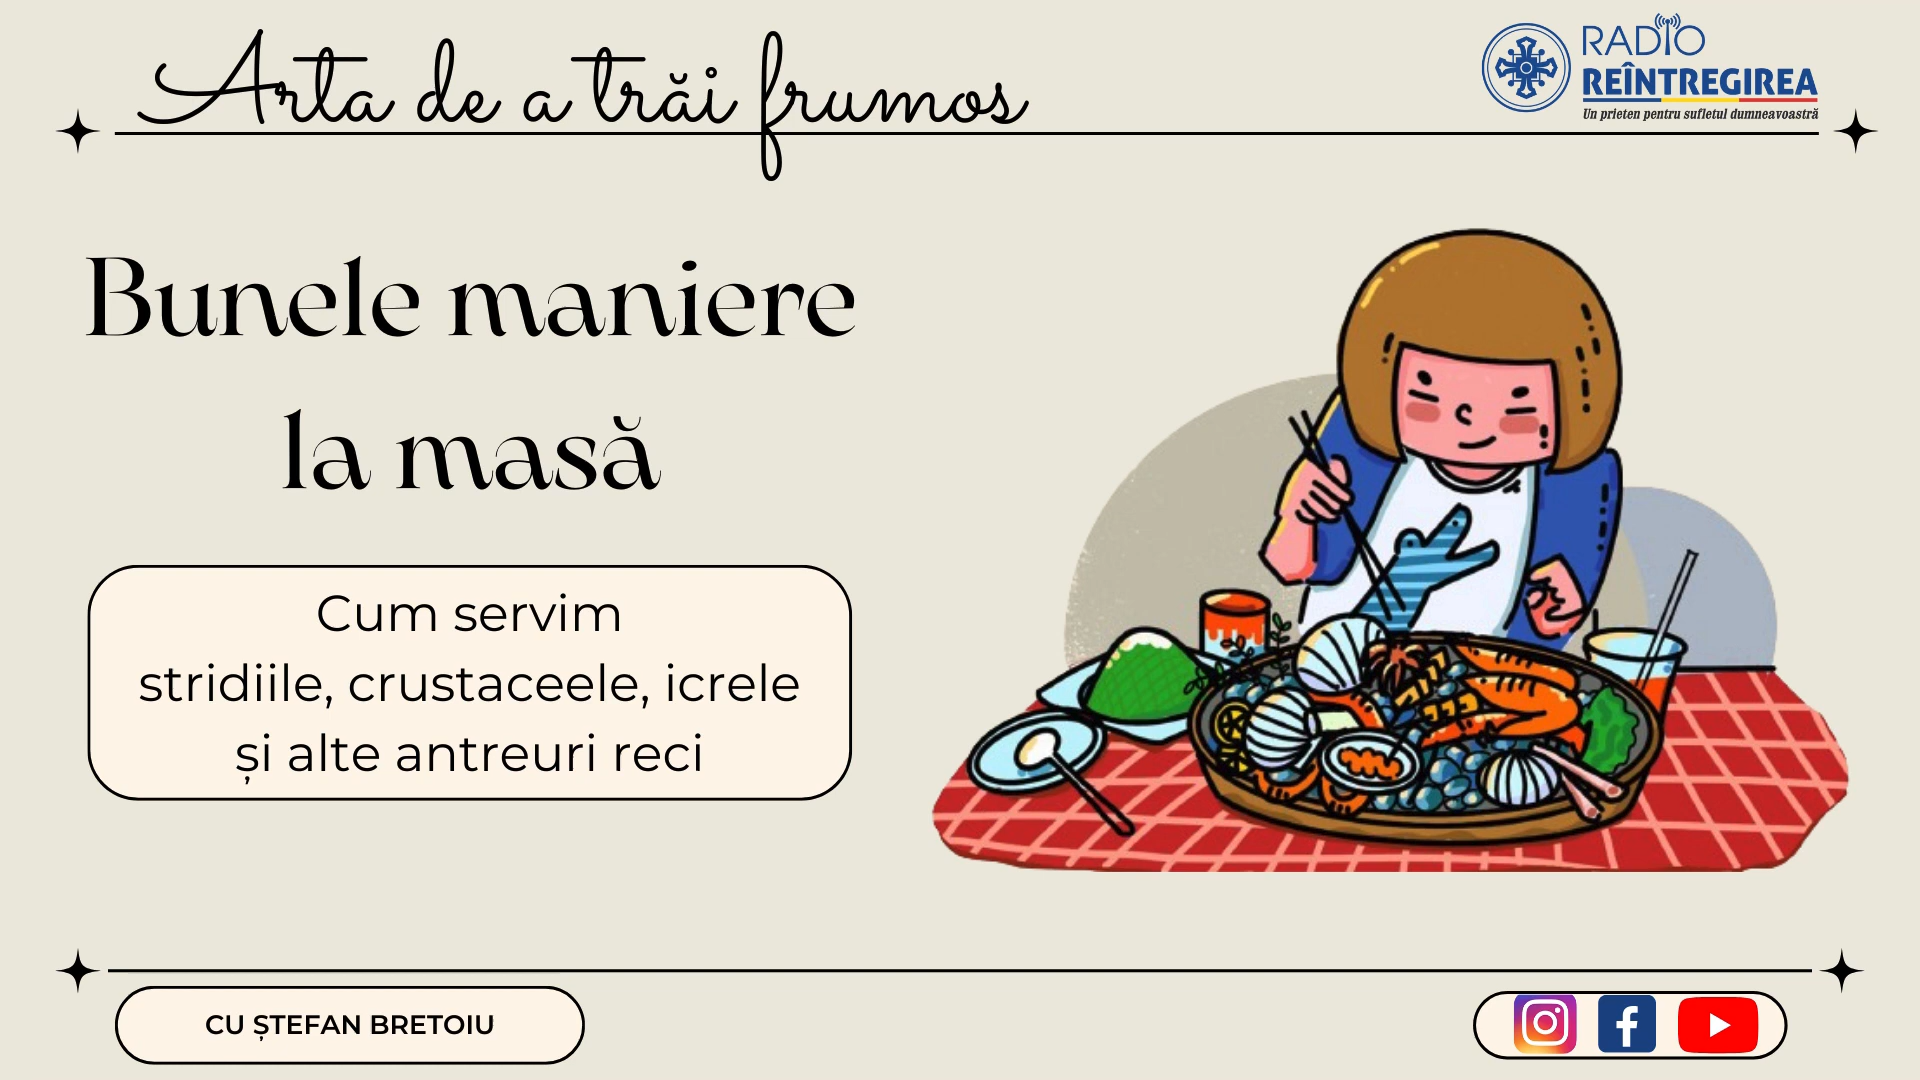 Arta de a trăi frumos
RADIO
REÎNTREGIREA
Un prieten pentru sufletul dumneavoastră
Bunele maniere
la masă
Cum servim
stridiile, crustaceele, icrele
și alte antreuri reci
CU ȘTEFAN BRETOIU